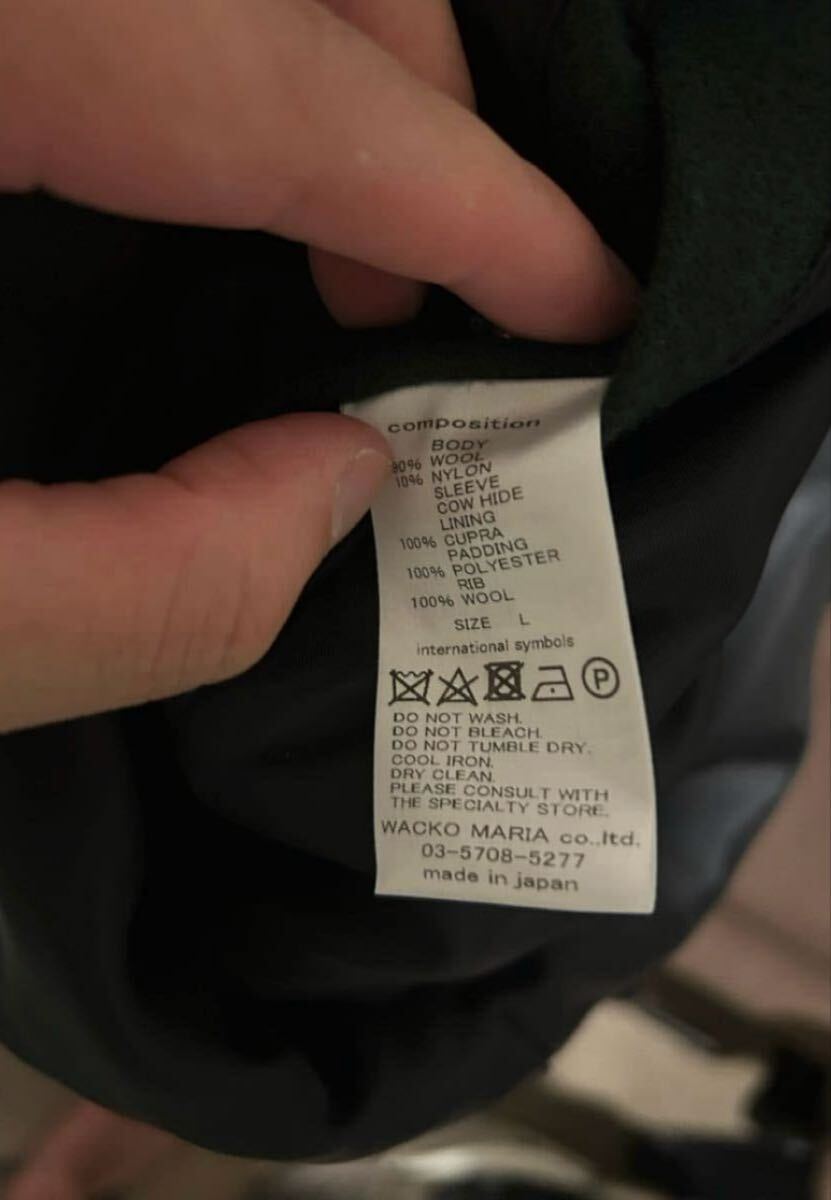 composition
BODY
90% WOOL
10% NYLON
SLEEVE
COW HIDE
LINING
100% CUPRA
PADDING
100% POLYESTER
RIB
100% WOOL
SIZE L
international symbols
P
DO NOT WASH.
DO NOT BLEACH.
DO NOT TUMBLE DRY.
COOL IRON.
DRY CLEAN.
PLEASE CONSULT WITH
THE SPECIALTY STORE.
WACKO MARIA co.,ltd.
03-5708-5277
made in japan